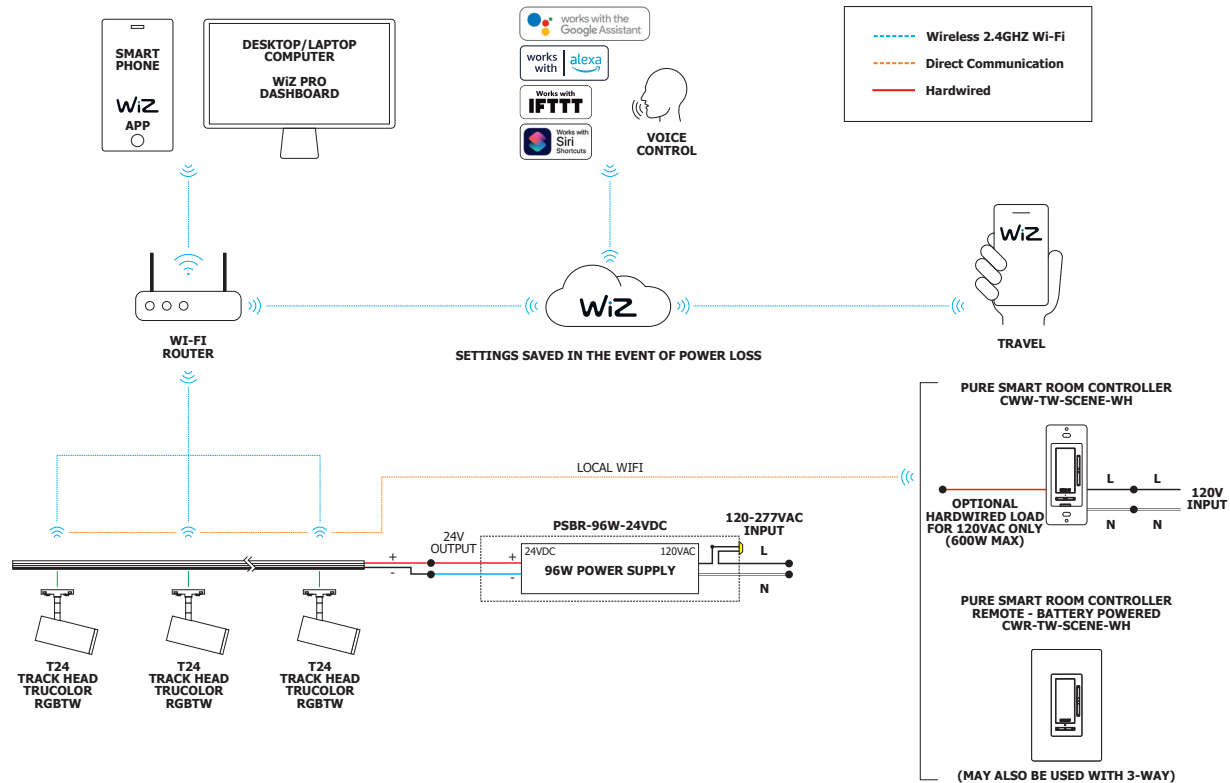 SMART
PHONE
WiZ
APP
DESKTOP/LAPTOP
COMPUTER
WiZ PRO
DASHBOARD
works with the
Google Assistant
works
with
alexa
Works with
IFTTT
Works with
Siri
Shortcuts
VOICE
CONTROL
Wireless 2.4GHZ Wi-Fi
Direct Communication
Hardwired
WI-FI
ROUTER
WiZ
SETTINGS SAVED IN THE EVENT OF POWER LOSS
WiZ
TRAVEL
PURE SMART ROOM CONTROLLER
CWW-TW-SCENE-WH
LOCAL WIFI
OPTIONAL
HARDWIRED LOAD
FOR 120VAC ONLY
(600W MAX)
L L
N N
120V
INPUT
24V
OUTPUT
+
-
PSBR-96W-24VDC
+
-
24VDC
120VAC
96W POWER SUPPLY
120-277VAC
INPUT
L
N
T24
TRACK HEAD
TRUCOLOR
RGBTW
T24
TRACK HEAD
TRUCOLOR
RGBTW
T24
TRACK HEAD
TRUCOLOR
RGBTW
PURE SMART ROOM CONTROLLER
REMOTE - BATTERY POWERED
CWR-TW-SCENE-WH
(MAY ALSO BE USED WITH 3-WAY)